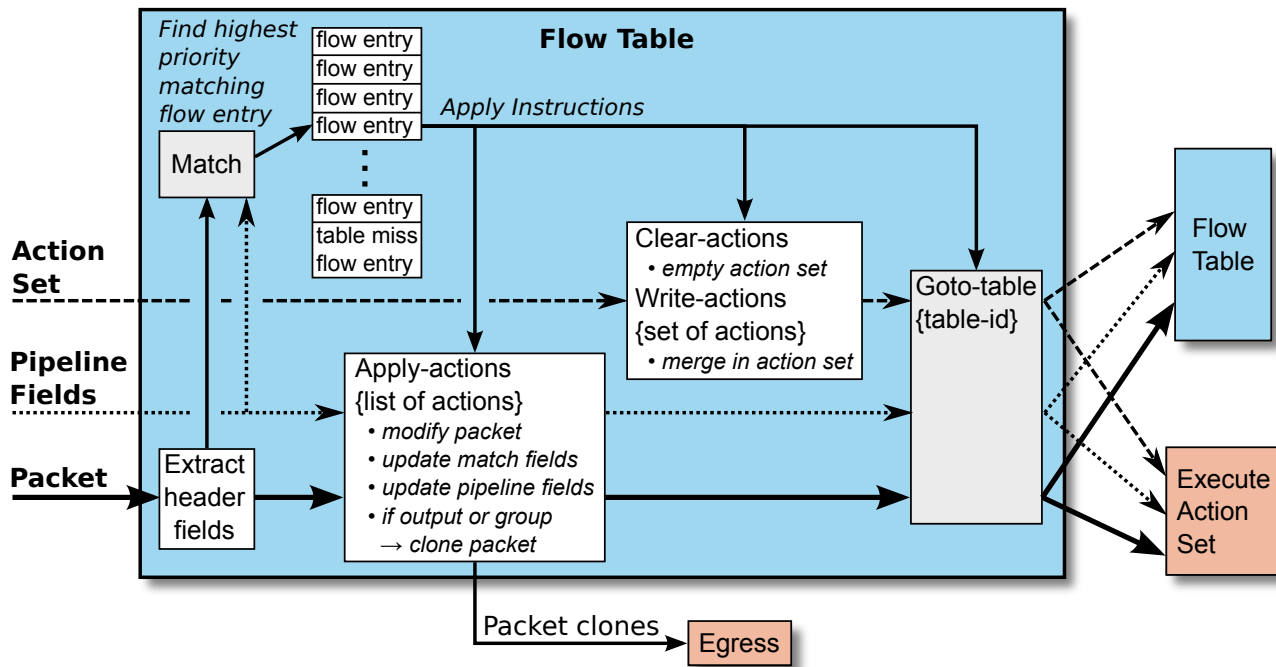 Find highest
priority
matching
flow entry
flow entry
flow entry
flow entry
flow entry
Flow Table
Apply Instructions
Match
flow entry
table miss
flow entry
Action
Set
Clear-actions
• empty action set
Write-actions
{set of actions}
• merge in action set
Goto-table
{table-id}
Flow
Table
Pipeline
Fields
Apply-actions
{list of actions}
• modify packet
• update match fields
• update pipeline fields
• if output or group
→ clone packet
Packet
Extract
header
fields
Execute
Action
Set
Packet clones
Egress